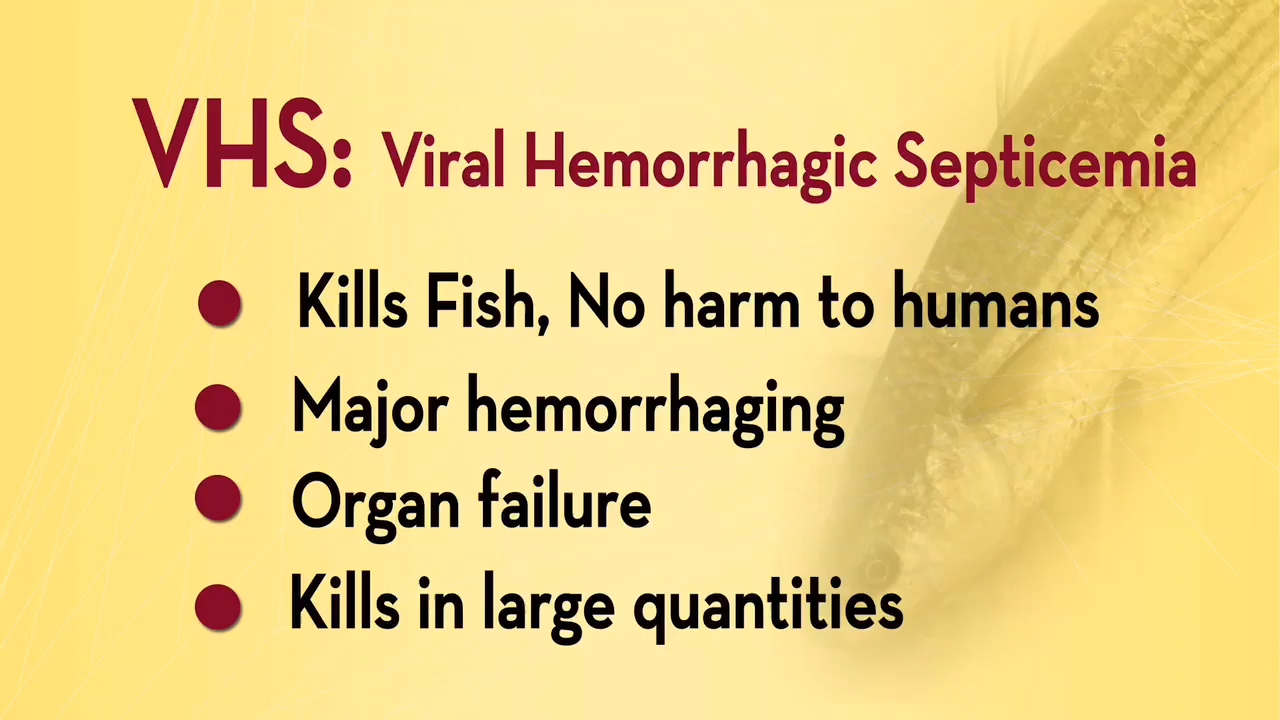 VHS: Viral Hemorrhagic Septicemia
Kills Fish, No harm to humans
Major hemorrhaging
Organ failure
Kills in large quantities